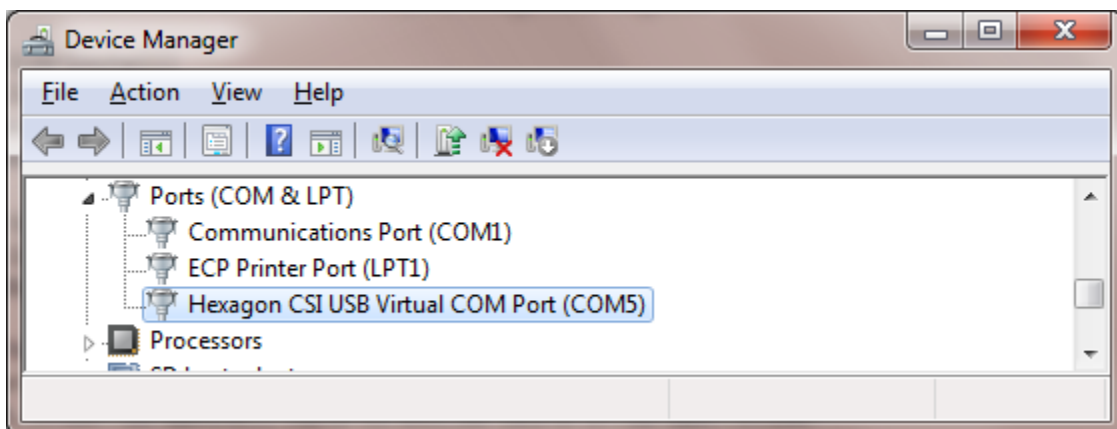 Device Manager
File Action View Help
Ports (COM & LPT)
Communications Port (COM1)
ECP Printer Port (LPT1)
Hexagon CSI USB Virtual COM Port (COM5)
Processors